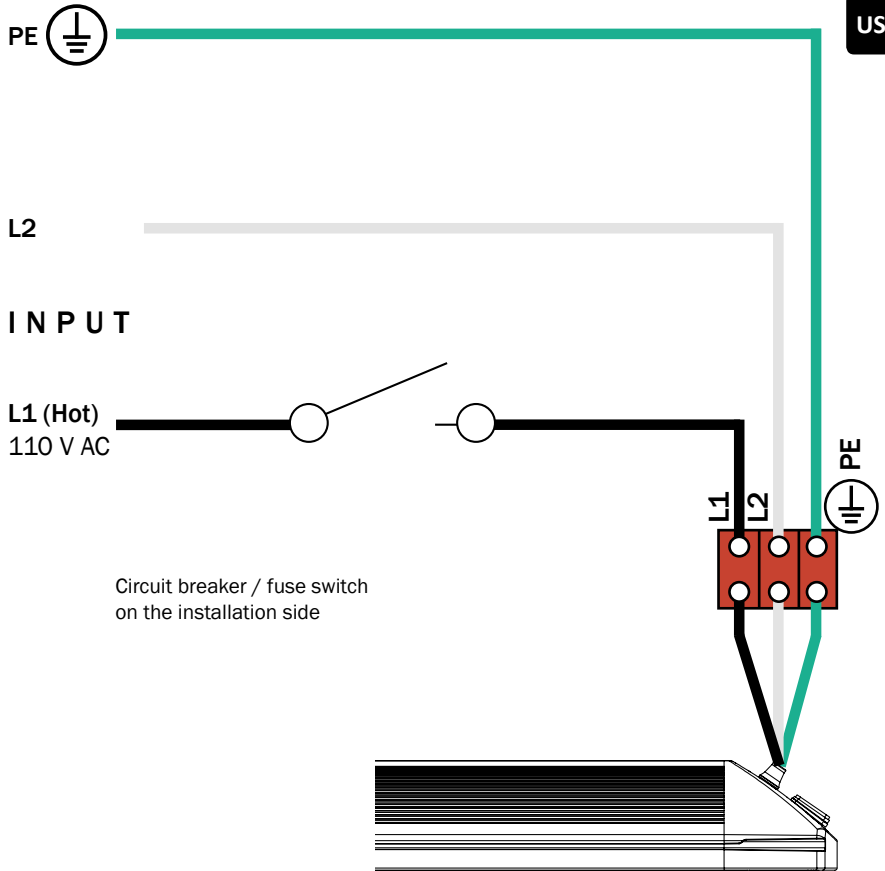 PE
US
L2
INPUT
L1 (Hot)
110 V AC
L1
L2
PE
Circuit breaker / fuse switch
on the installation side